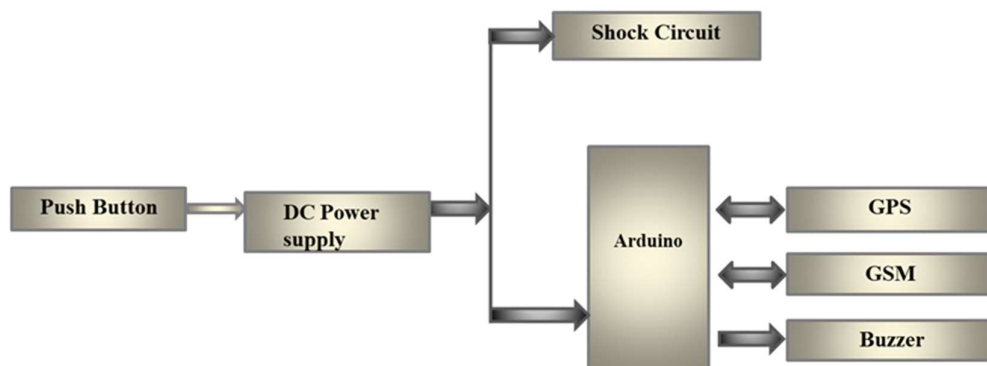 Shock Circuit
Push Button
DC Power
supply
Arduino
GPS
GSM
Buzzer